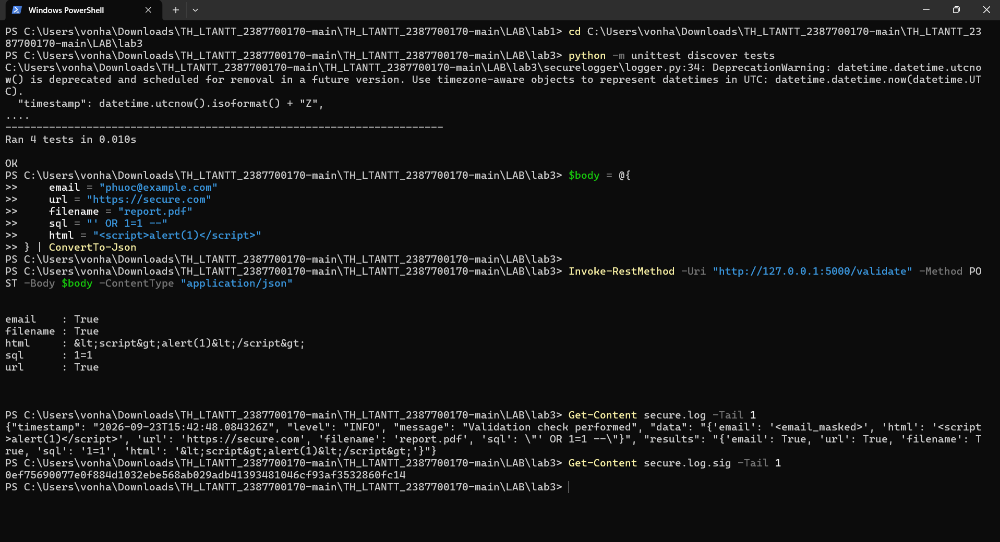 Windows PowerShell
PS C:\Users\vonha\Downloads\TH_LTANTT_2387700170-main\TH_LTANTT_2387700170-main\LAB\lab1> cd C:\Users\vonha\Downloads\TH_LTANTT_2387700170-main\TH_LTANTT_23
87700170-main\LAB\lab3
PS C:\Users\vonha\Downloads\TH_LTANTT_2387700170-main\TH_LTANTT_2387700170-main\LAB\lab3> python -m unittest discover tests
C:\Users\vonha\Downloads\TH_LTANTT_2387700170-main\TH_LTANTT_2387700170-main\LAB\lab3\securelogger\logger.py:34: DeprecationWarning: datetime.datetime.utcno
w() is deprecated and scheduled for removal in a future version. Use timezone-aware objects to represent datetimes in UTC: datetime.datetime.now(datetime.UT
C).
  "timestamp": datetime.utcnow().isoformat() + "Z",
....
----------------------------------------------------------------------
Ran 4 tests in 0.010s

OK
PS C:\Users\vonha\Downloads\TH_LTANTT_2387700170-main\TH_LTANTT_2387700170-main\LAB\lab3> $body = @{
>>     email = "phuoc@example.com"
>>     url = "https://secure.com"
>>     filename = "report.pdf"
>>     sql = "' OR 1=1 --"
>>     html = "<script>alert(1)</script>"
>> } | ConvertTo-Json
PS C:\Users\vonha\Downloads\TH_LTANTT_2387700170-main\TH_LTANTT_2387700170-main\LAB\lab3>
PS C:\Users\vonha\Downloads\TH_LTANTT_2387700170-main\TH_LTANTT_2387700170-main\LAB\lab3> Invoke-RestMethod -Uri "http://127.0.0.1:5000/validate" -Method PO
ST -Body $body -ContentType "application/json"

email    : True
filename : True
html     : &lt;script&gt;alert(1)&lt;/script&gt;
sql      : 1=1
url      : True

PS C:\Users\vonha\Downloads\TH_LTANTT_2387700170-main\TH_LTANTT_2387700170-main\LAB\lab3> Get-Content secure.log -Tail 1
{"timestamp": "2026-09-23T15:42:48.084326Z", "level": "INFO", "message": "Validation check performed", "data": "{'email': '<email_masked>', 'html': '<script
>alert(1)</script>', 'url': 'https://secure.com', 'filename': 'report.pdf', 'sql': \"' OR 1=1 --\"}", "results": "{'email': True, 'url': True, 'filename': T
rue, 'sql': '1=1', 'html': '&lt;script&gt;alert(1)&lt;/script&gt;'}"}
PS C:\Users\vonha\Downloads\TH_LTANTT_2387700170-main\TH_LTANTT_2387700170-main\LAB\lab3> Get-Content secure.log.sig -Tail 1
0ef75690077e0f884d1032ebe568ab029adb41393481046cf93af3532860fc14
PS C:\Users\vonha\Downloads\TH_LTANTT_2387700170-main\TH_LTANTT_2387700170-main\LAB\lab3>